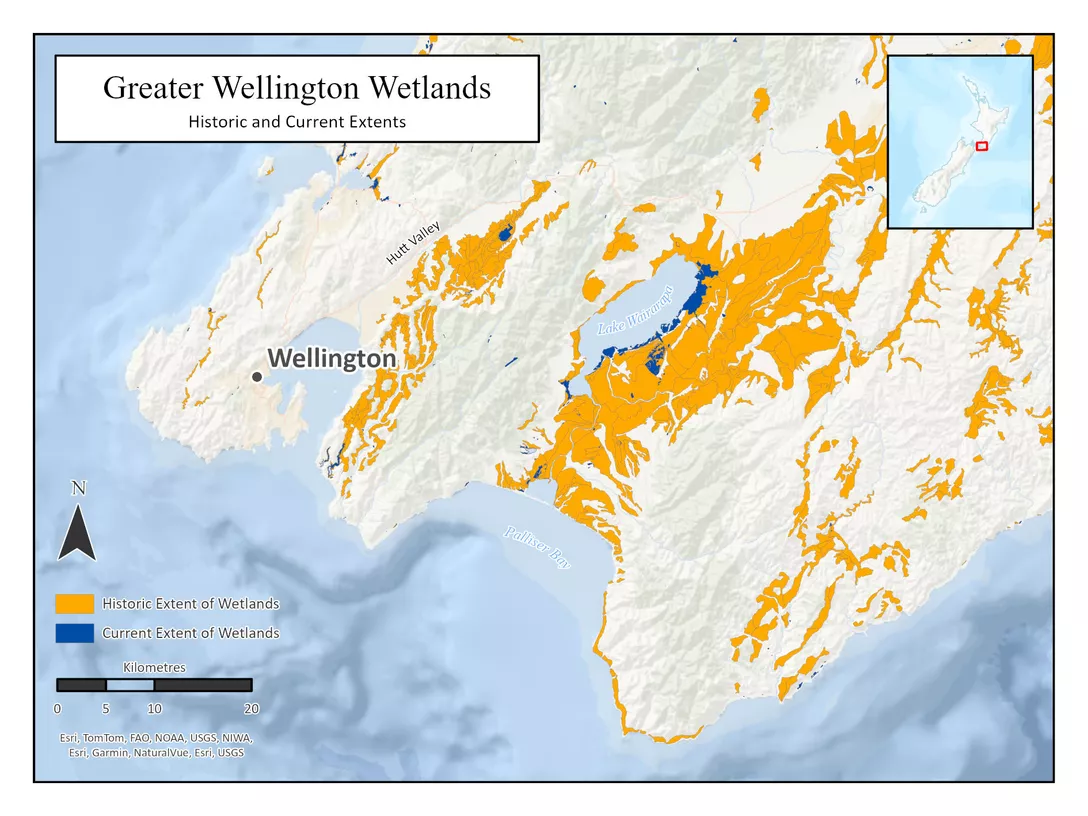 Greater Wellington Wetlands
Historic and Current Extents
Hutt Valley
Lake Wairarapa
Wellington
N
Palliser Bay
Historic Extent of Wetlands
Current Extent of Wetlands
Kilometres
0 5 10 20
Esri, TomTom, FAO, NOAA, USGS, NIWA,
Esri, Garmin, NaturalVue, Esri, USGS